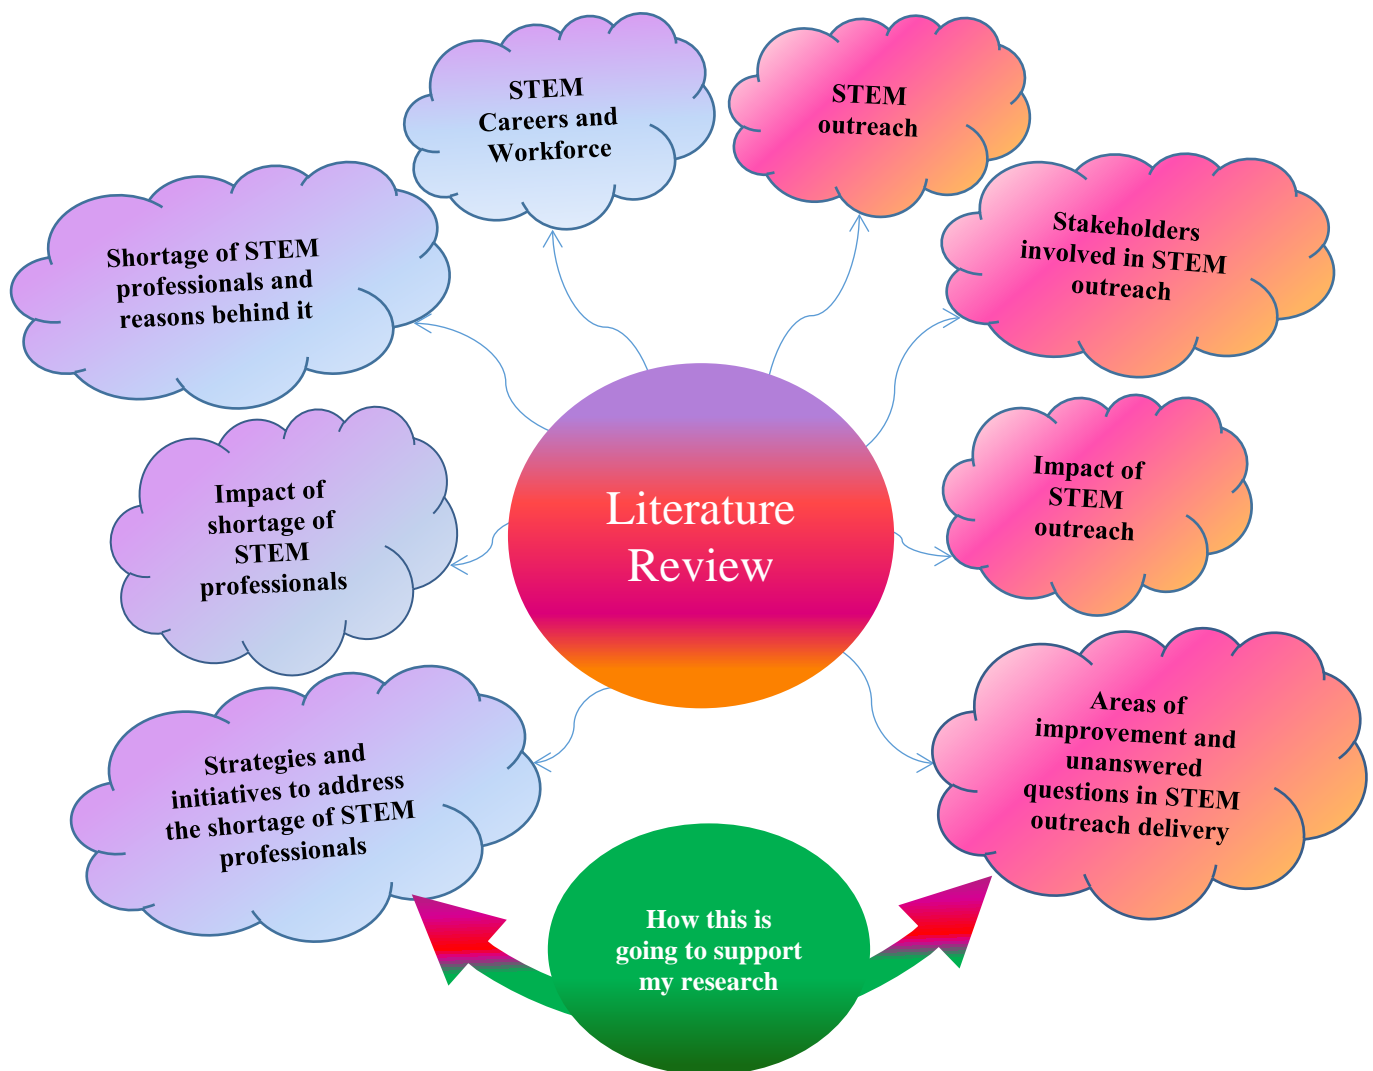 STEM
Careers and
Workforce
STEM
outreach
Shortage of STEM
professionals and
reasons behind it
Stakeholders
involved in STEM
outreach
Impact of
shortage of
STEM
professionals
Literature
Review
Impact of
STEM
outreach
Strategies and
initiatives to address
the shortage of STEM
professionals
Areas of
improvement and
unanswered
questions in STEM
outreach delivery
How this is
going to support
my research